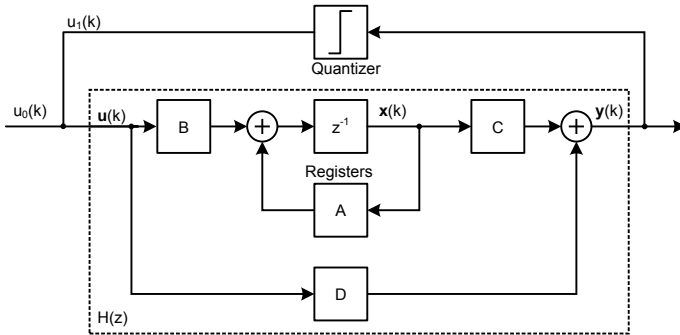 u1(k)
Quantizer
u0(k)
u(k)
B
+
z-1
x(k)
C
+
y(k)
Registers
A
D
H(z)